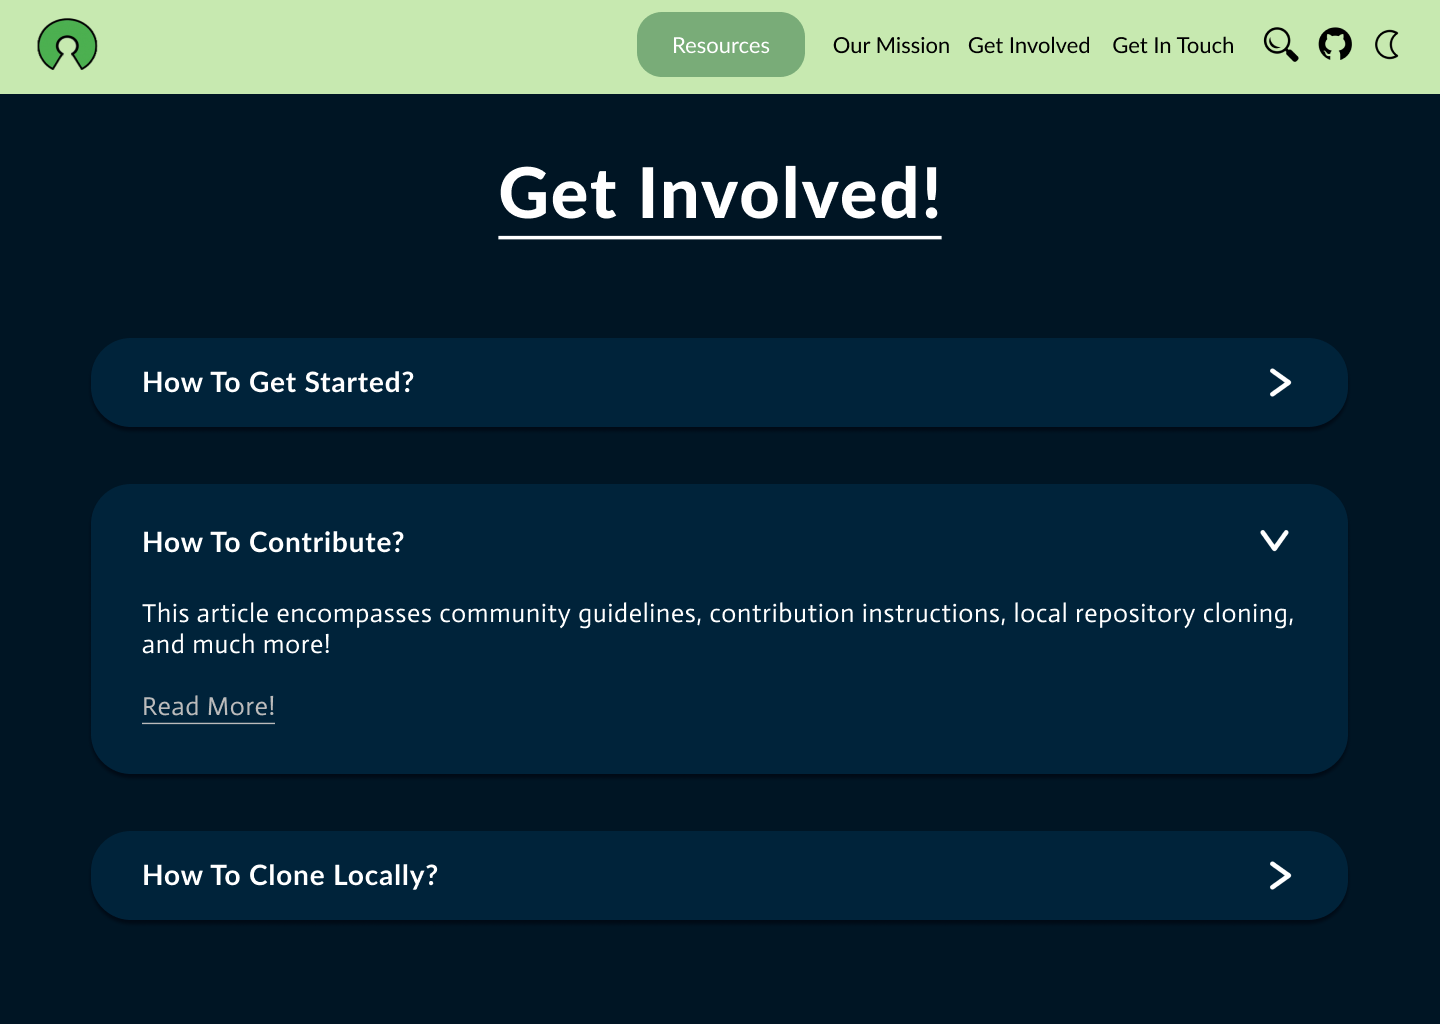 Resources Our Mission Get Involved Get In Touch
Get Involved!
How To Get Started?
How To Contribute?
This article encompasses community guidelines, contribution instructions, local repository cloning,
and much more!
Read More!
How To Clone Locally?